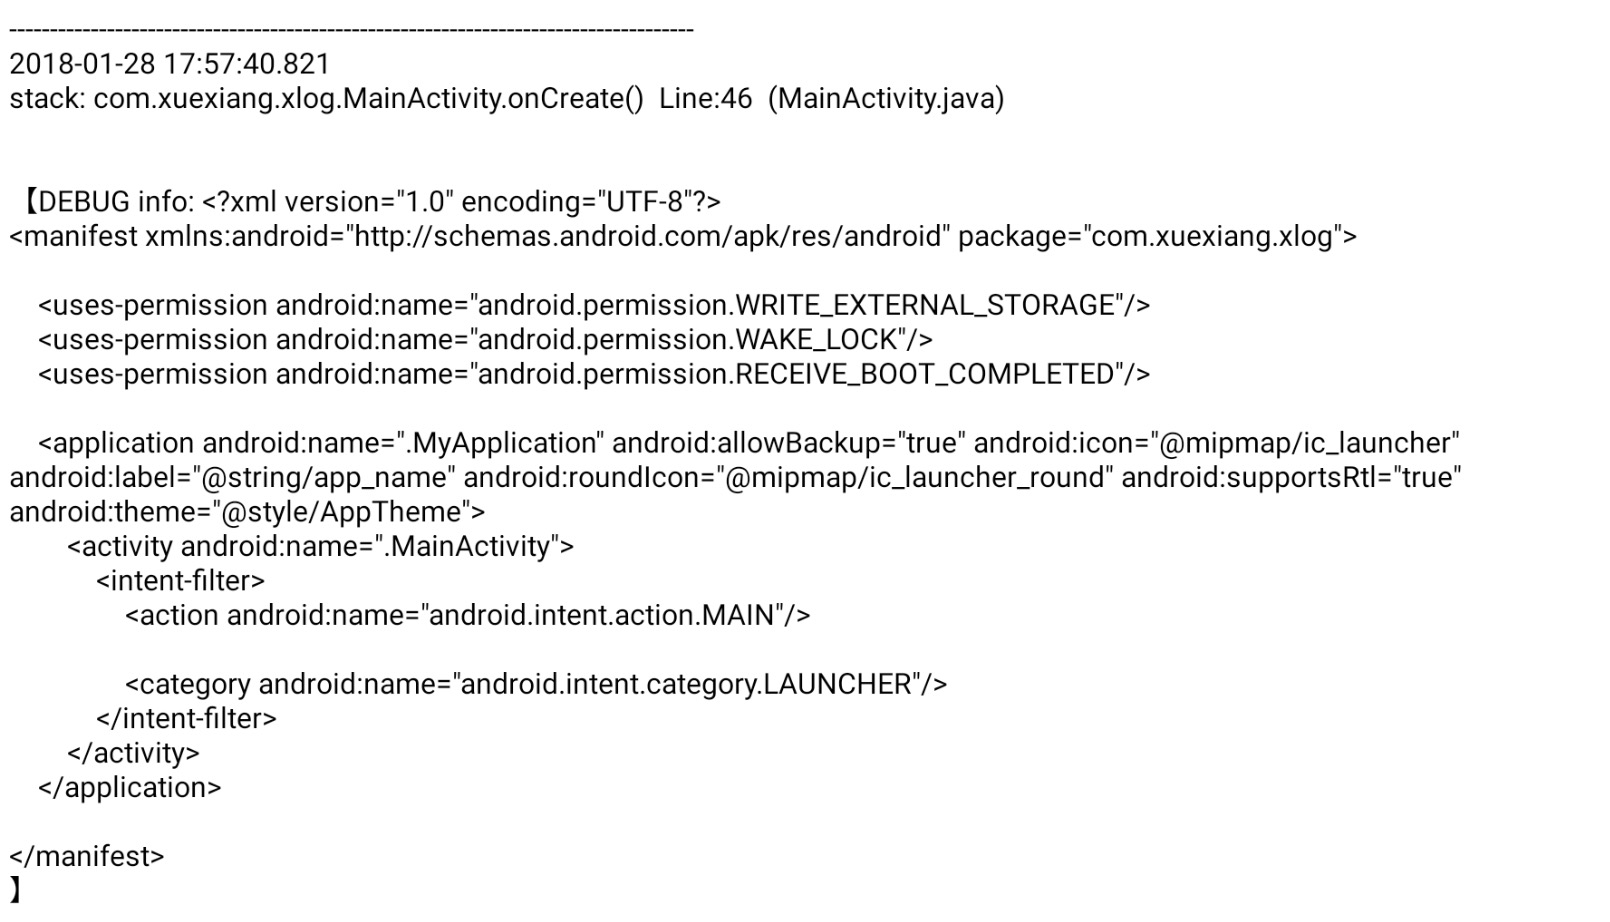 -------------------------------------------------------------------------------------
2018-01-28 17:57:40.821
stack: com.xuexiang.xlog.MainActivity.onCreate()  Line:46  (MainActivity.java)
【DEBUG info: <?xml version="1.0" encoding="UTF-8"?>
<manifest xmlns:android="http://schemas.android.com/apk/res/android" package="com.xuexiang.xlog">
    <uses-permission android:name="android.permission.WRITE_EXTERNAL_STORAGE"/>
    <uses-permission android:name="android.permission.WAKE_LOCK"/>
    <uses-permission android:name="android.permission.RECEIVE_BOOT_COMPLETED"/>
    <application android:name=".MyApplication" android:allowBackup="true" android:icon="@mipmap/ic_launcher"
android:label="@string/app_name" android:roundIcon="@mipmap/ic_launcher_round" android:supportsRtl="true"
android:theme="@style/AppTheme">
        <activity android:name=".MainActivity">
            <intent-filter>
                <action android:name="android.intent.action.MAIN"/>
                <category android:name="android.intent.category.LAUNCHER"/>
            </intent-filter>
        </activity>
    </application>
</manifest>
】